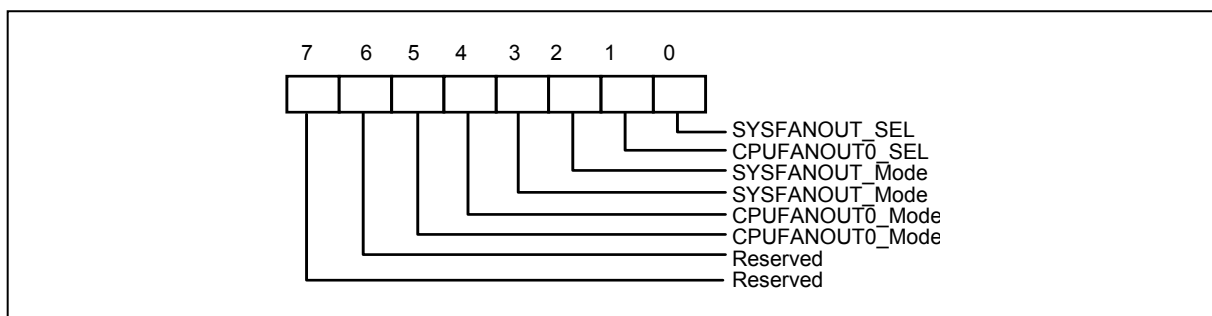 7 6 5 4 3 2 1 0
SYSFANOUT_SEL
CPUFANOUT0_SEL
SYSFANOUT_Mode
SYSFANOUT_Mode
CPUFANOUT0_Mode
CPUFANOUT0_Mode
Reserved
Reserved